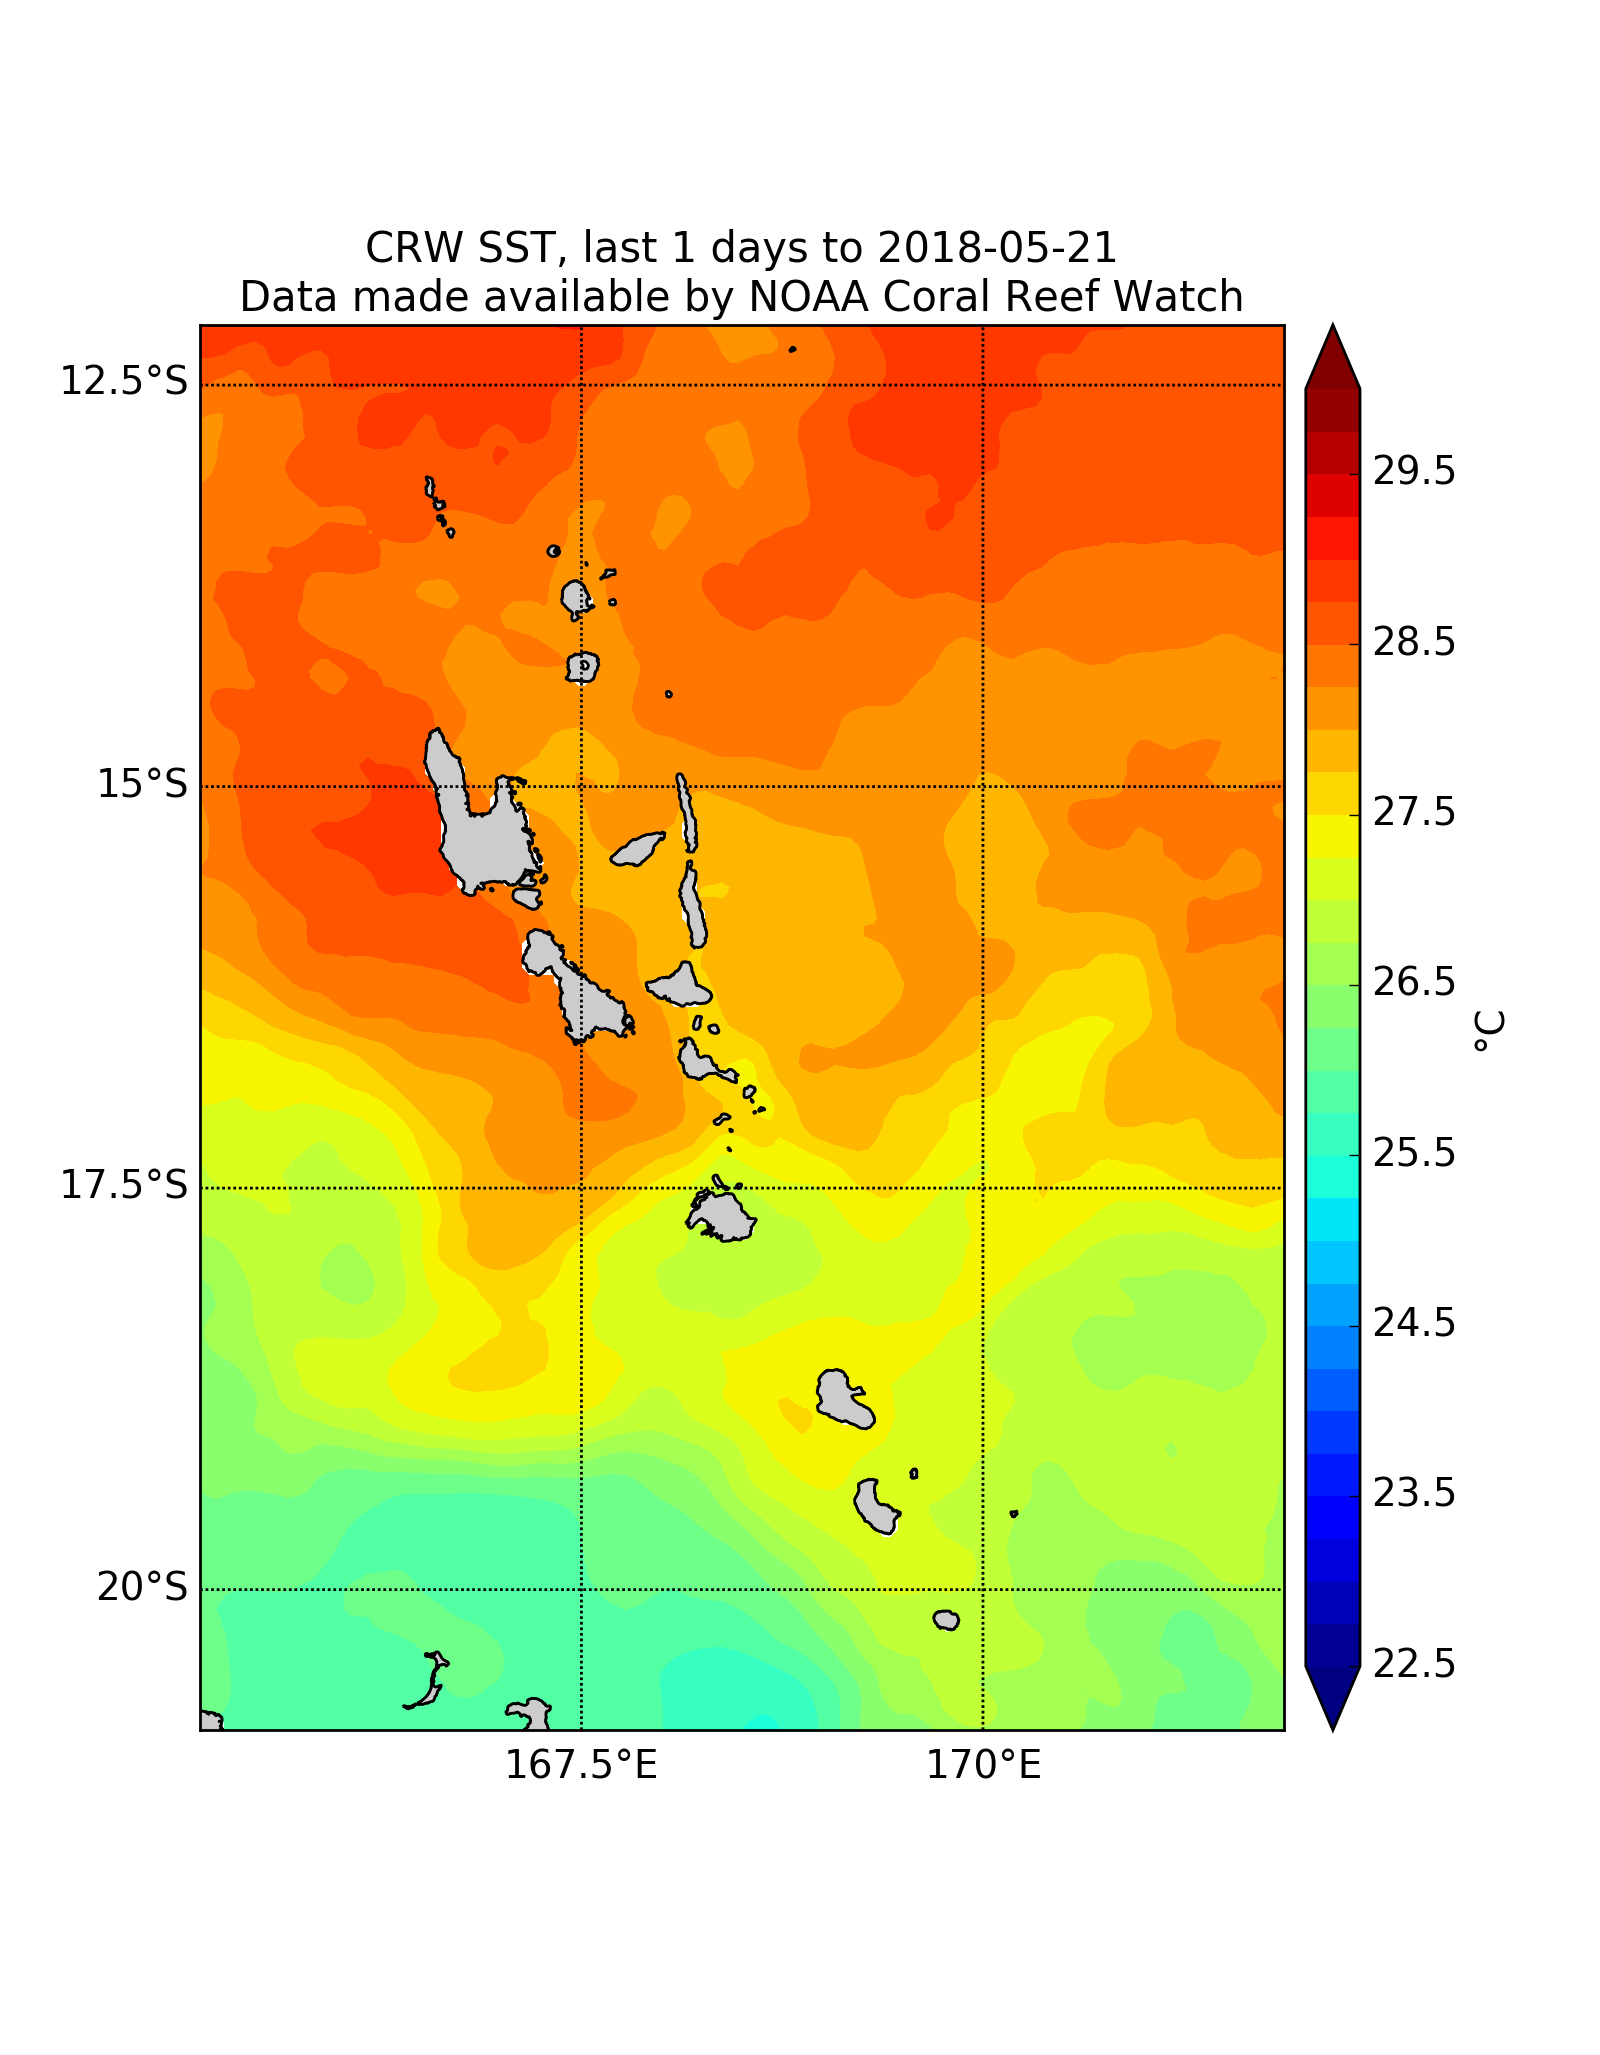 CRW SST, last 1 days to 2018-05-21
Data made available by NOAA Coral Reef Watch
12.5°S
15°S
17.5°S
20°S
167.5°E
170°E
29.5
28.5
27.5
26.5
25.5
24.5
23.5
22.5
°C